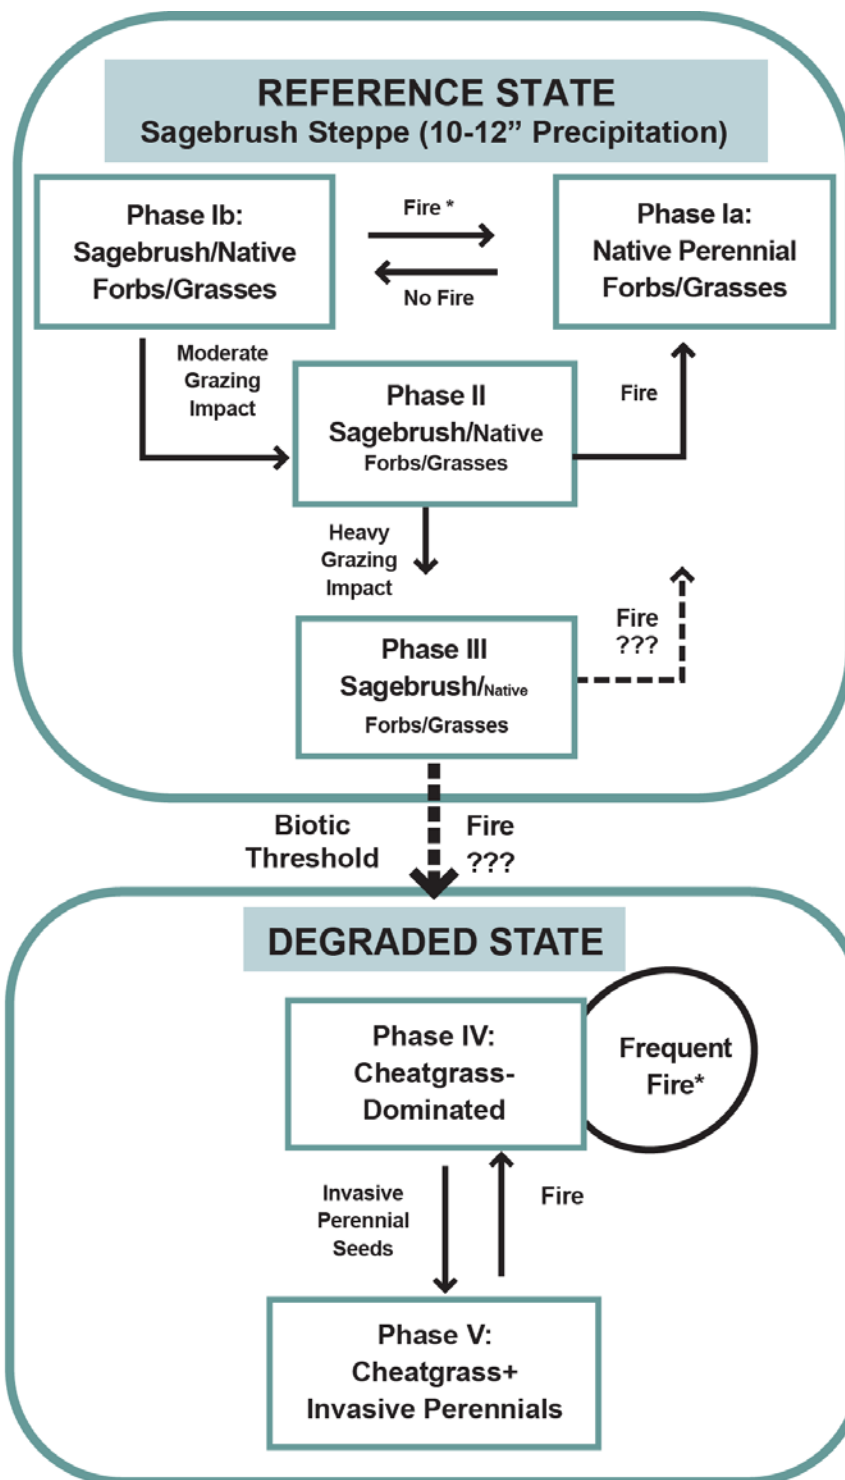 REFERENCE STATE
Sagebrush Steppe (10-12” Precipitation)
Phase Ib:
Sagebrush/Native
Forbs/Grasses
Fire *
No Fire
Phase Ia:
Native Perennial
Forbs/Grasses
Moderate
Grazing
Impact
Phase II
Sagebrush/Native
Forbs/Grasses
Fire
Heavy
Grazing
Impact
Phase III
Sagebrush/Native
Forbs/Grasses
Fire
???
Biotic
Threshold
Fire
???
DEGRADED STATE
Phase IV:
Cheatgrass-
Dominated
Frequent
Fire*
Invasive
Perennial
Seeds
Fire
Phase V:
Cheatgrass+
Invasive Perennials